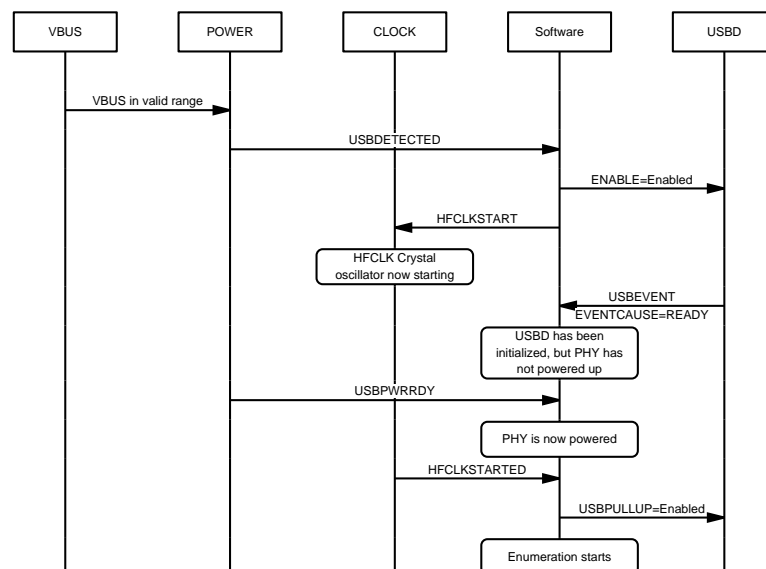 VBUS
POWER
CLOCK
Software
USBD
VBUS in valid range
USBDETECTED
ENABLE=Enabled
HFCLKSTART
HFCLK Crystal
oscillator now starting
USBEVENT
EVENTCAUSE=READY
USBD has been
initialized, but PHY has
not powered up
USBPWRRDY
PHY is now powered
HFCLKSTARTED
USBPULLUP=Enabled
Enumeration starts